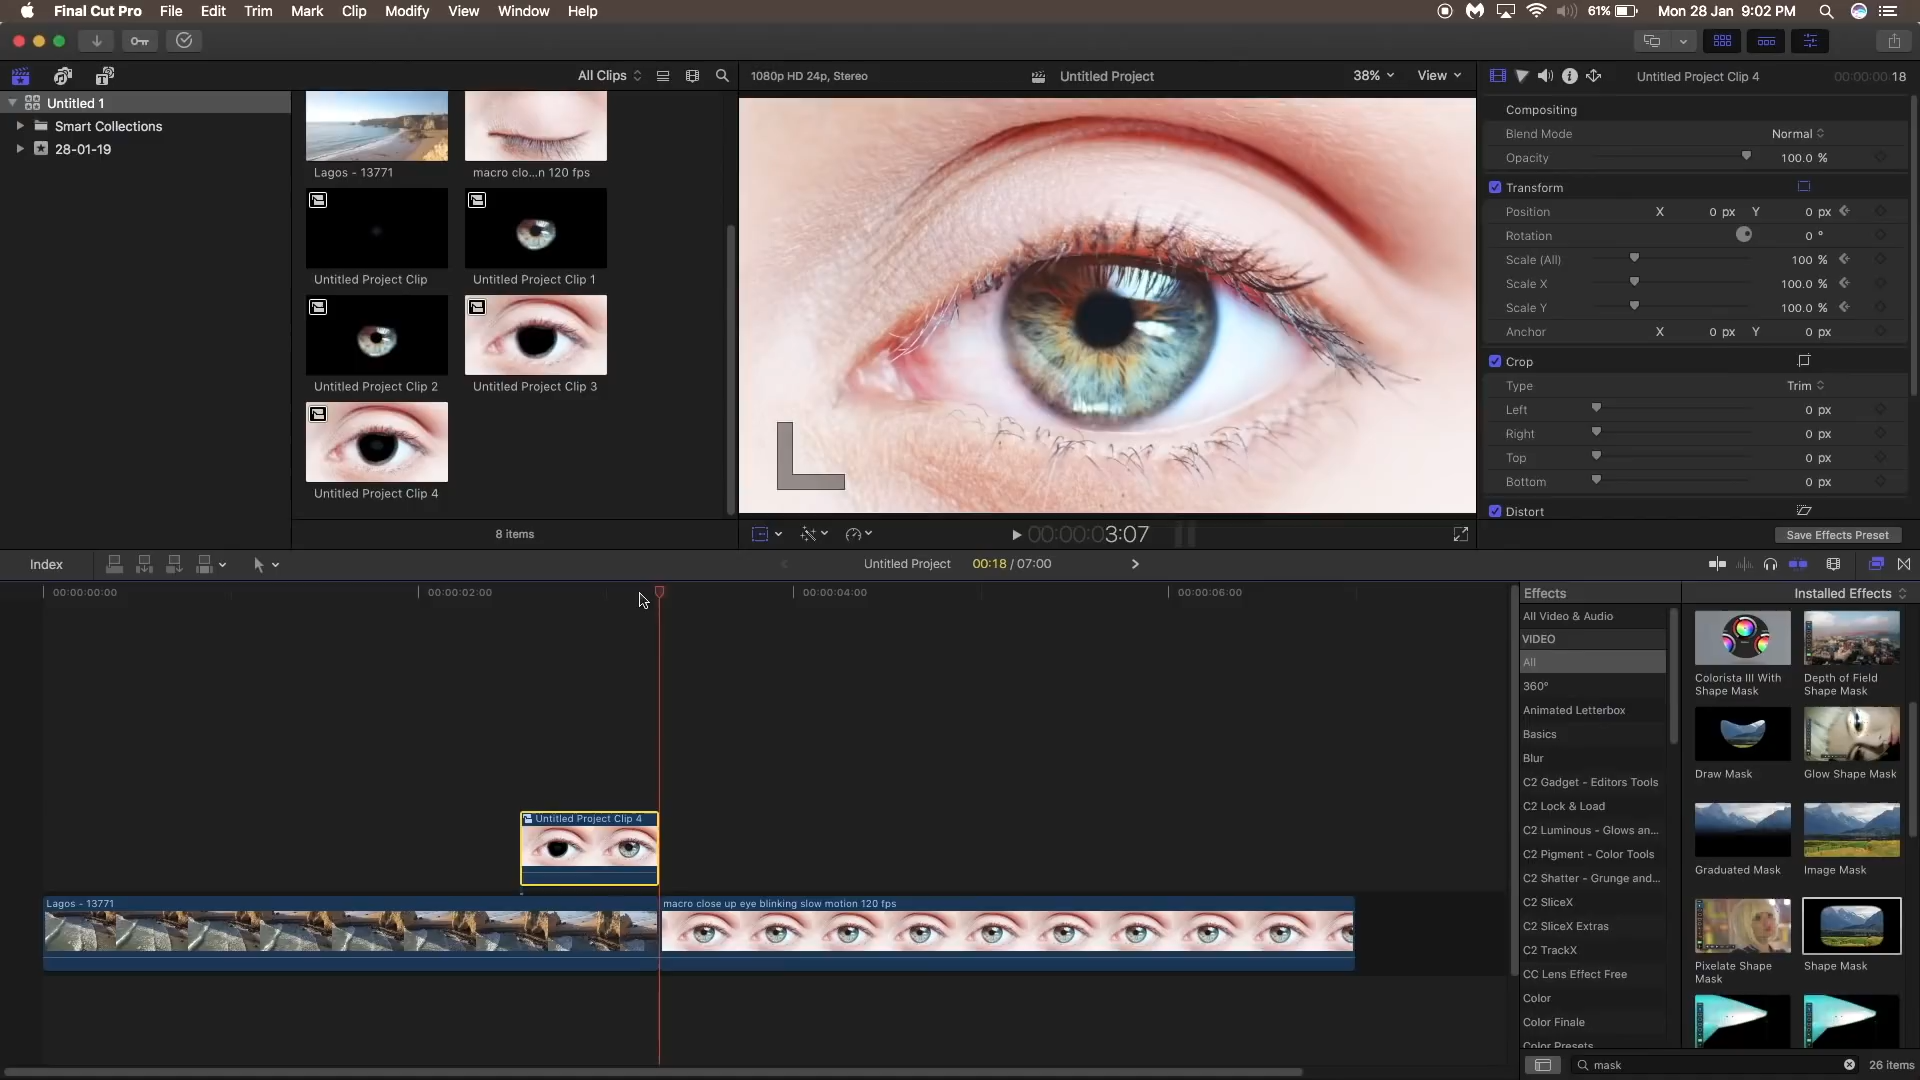 Final Cut Pro File Edit Trim Mark Clip Modify View Window Help
61% Mon 28 Jan 9:02 PM
All Clips
1080p HD 24p, Stereo
Untitled Project
38%
View
Untitled Project Clip 4
00:00:00:00:18
Untitled 1
Smart Collections
28-01-19
Lagos - 13771
macro clo...n 120 fps
Untitled Project Clip
Untitled Project Clip 1
Untitled Project Clip 2
Untitled Project Clip 3
Untitled Project Clip 4
8 items
00:00:00 3:07
Compositing
Blend Mode Normal
Opacity 100.0 %
Transform
Position X 0 px Y 0 px
Rotation 0 °
Scale (All) 100 %
Scale X 100.0 %
Scale Y 100.0 %
Anchor X 0 px Y 0 px
Crop
Type Trim
Left 0 px
Right 0 px
Top 0 px
Bottom 0 px
Distort
Save Effects Preset
Index
Untitled Project 00:18 / 07:00
00:00:00:00
00:00:02:00
00:00:04:00
00:00:06:00
Untitled Project Clip 4
Lagos - 13771
macro close up eye blinking slow motion 120 fps
Effects
Installed Effects
All Video & Audio
VIDEO
All
360°
Animated Letterbox
Basics
Blur
C2 Gadget - Editors Tools
C2 Lock & Load
C2 Luminous - Glows an...
C2 Pigment - Color Tools
C2 Shatter - Grunge and...
C2 SliceX
C2 SliceX Extras
C2 TrackX
CC Lens Effect Free
Color
Color Finale
Color Presets
Colorista III With
Shape Mask
Depth of Field
Shape Mask
Draw Mask
Glow Shape Mask
Graduated Mask
Image Mask
Pixelate Shape
Mask
Shape Mask
mask
26 items